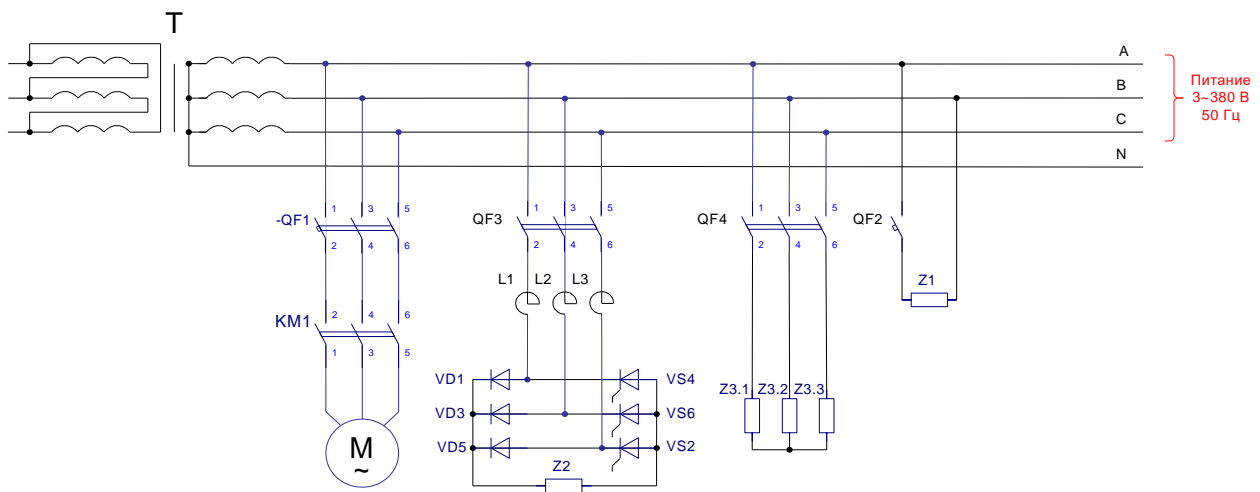 T
A
B
C
N
Питание
3~380 В
50 Гц
-QF1
1 3 5
2 4 6
QF3
1 3 5
2 4 6
QF4
1 3 5
2 4 6
QF2
L1 L2 L3
Z1
KM1
2 4 6
1 3 5
VD1 VS4
VD3 VS6
VD5 VS2
Z2
Z3.1 Z3.2 Z3.3
M
~